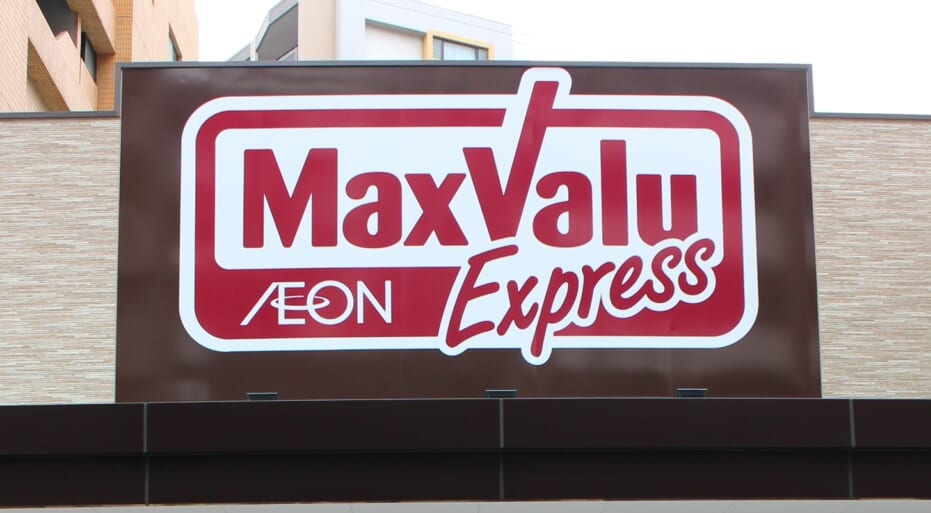 MaxValu
ÆON
Express